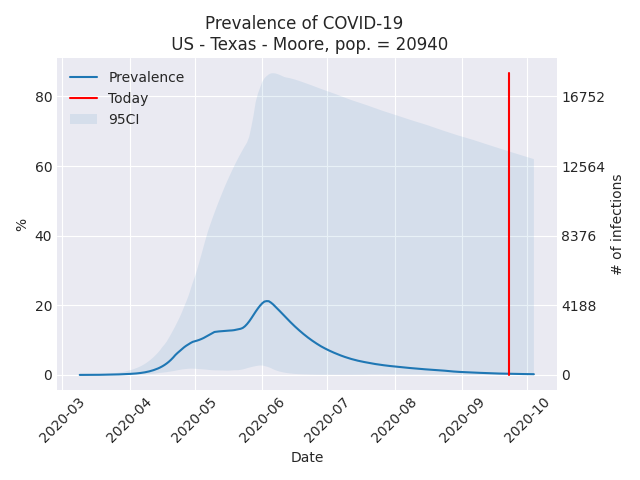 Prevalence of COVID-19
US - Texas - Moore, pop. = 20940
Prevalence
Today
95CI
80
60
40
20
0
%
16752
12564
8376
4188
0
# of infections
2020-03
2020-04
2020-05
2020-06
2020-07
2020-08
2020-09
2020-10
Date